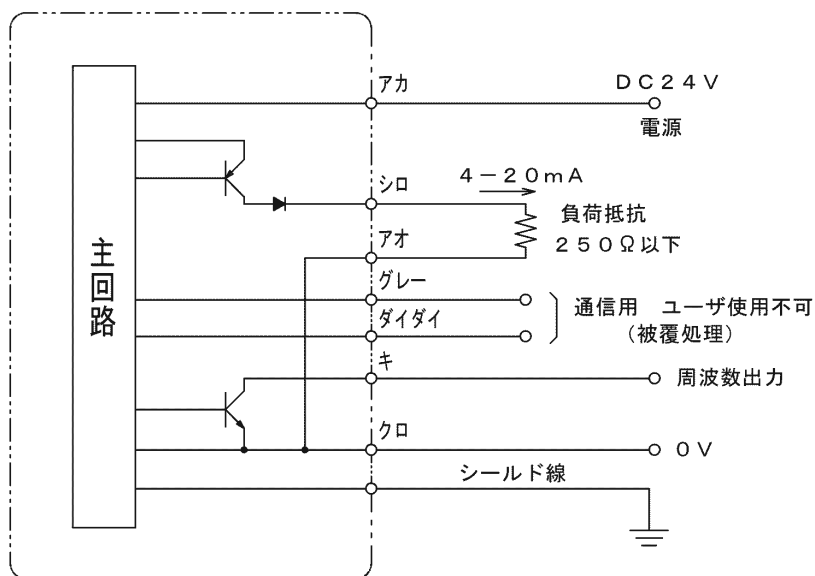 アカ
DC24V
電源
シロ
4-20mA
負荷抵抗
250Ω以下
アオ
グレー
ダイダイ
通信用 ユーザ使用不可
(被覆処理)
キ
周波数出力
クロ
0V
シールド線
主回路